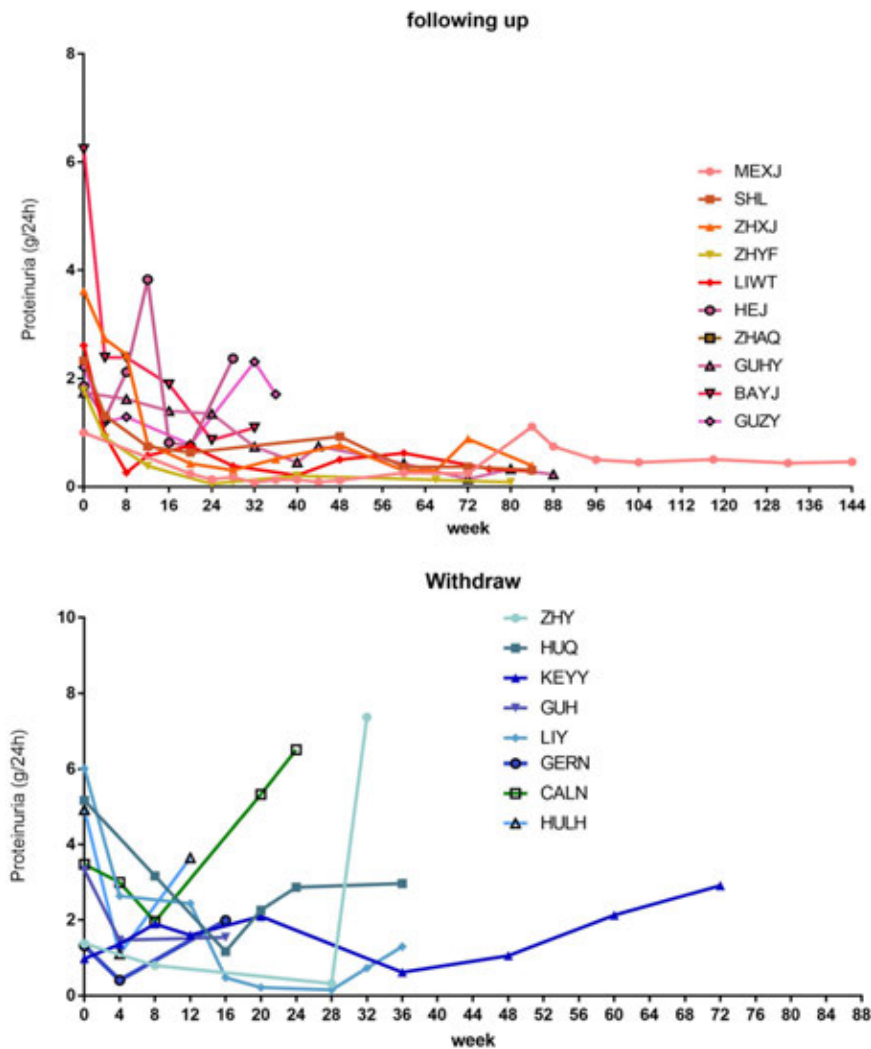 following up
8
6
4
2
0
Proteinuria (g/24h)
MEXJ
SHL
ZHXJ
ZHYF
LIWT
HEJ
ZHAQ
GUHY
BAYJ
GUZY
0 8 16 24 32 40 48 56 64 72 80 88 96 104 112 120 128 136 144
week
Withdraw
10
8
6
4
2
0
Proteinuria (g/24h)
ZHY
HUQ
KEYY
GUH
LIY
GERN
CALN
HULH
0 4 8 12 16 20 24 28 32 36 40 44 48 52 56 60 64 68 72 76 80 84 88
week